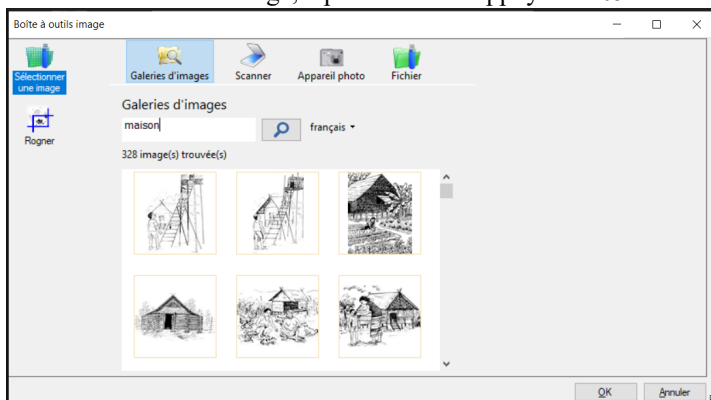 Boîte à outils image
Sélectionner
une image
Rogner
Galeries d'images
Scanner
Appareil photo
Fichier
Galeries d'images
maison
français
328 image(s) trouvée(s)
OK
Annuler